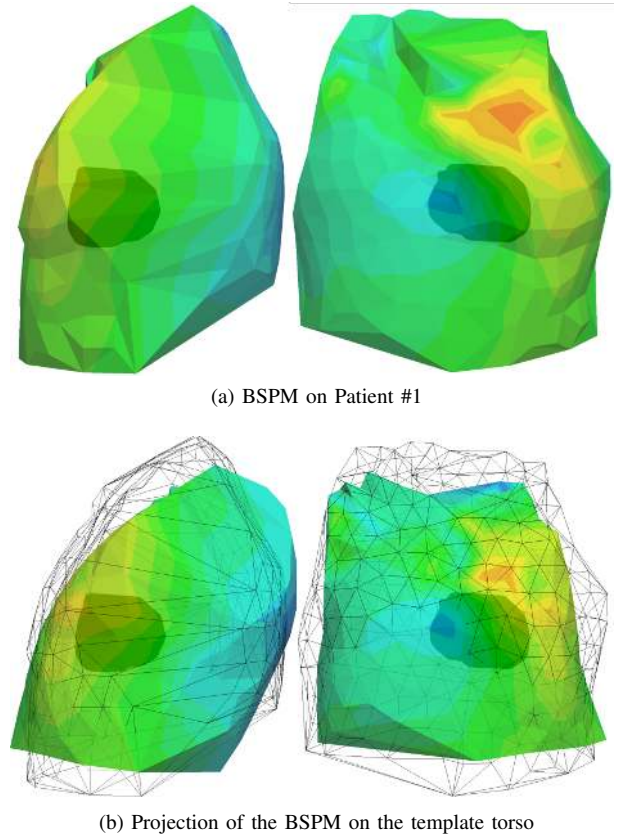 (a) BSPM on Patient #1
(b) Projection of the BSPM on the template torso